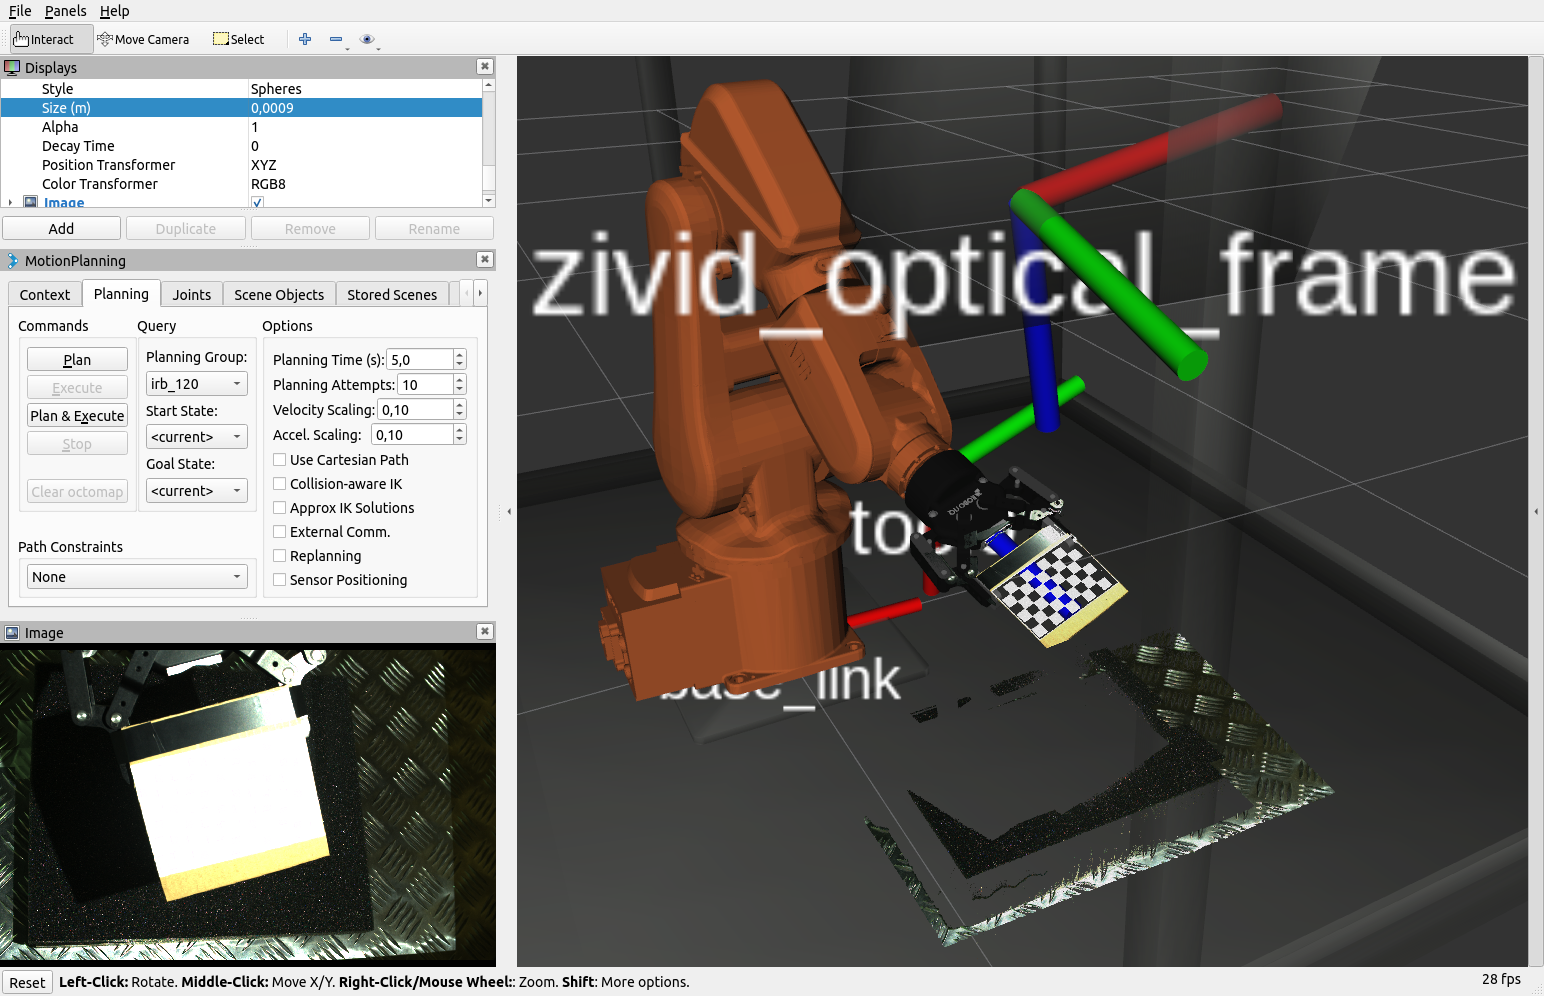 File Panels Help
Interact Move Camera Select
Displays
Style Spheres
Size (m) 0,0009
Alpha 1
Decay Time 0
Position Transformer XYZ
Color Transformer RGB8
Image
Add Duplicate Remove Rename
MotionPlanning
Context Planning Joints Scene Objects Stored Scenes
Commands Query Options
Plan
Execute
Plan & Execute
Stop
Clear octomap
Planning Group:
irb_120
Start State:
<current>
Goal State:
<current>
Planning Time (s): 5,0
Planning Attempts: 10
Velocity Scaling: 0,10
Accel. Scaling: 0,10
Use Cartesian Path
Collision-aware IK
Approx IK Solutions
External Comm.
Replanning
Sensor Positioning
Path Constraints
None
Image
zivid_optical_frame
ABB
ROBOTIQ
base_link
Reset Left-Click: Rotate. Middle-Click: Move X/Y. Right-Click/Mouse Wheel:: Zoom. Shift: More options. 28 fps